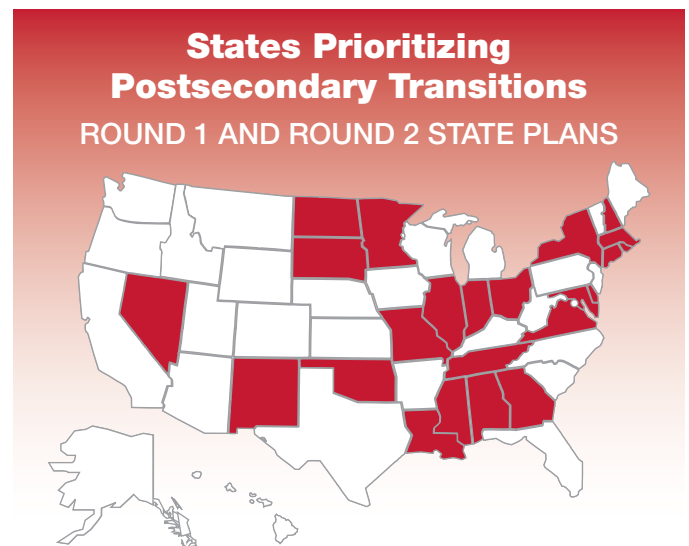 States Prioritizing
Postsecondary Transitions
ROUND 1 AND ROUND 2 STATE PLANS